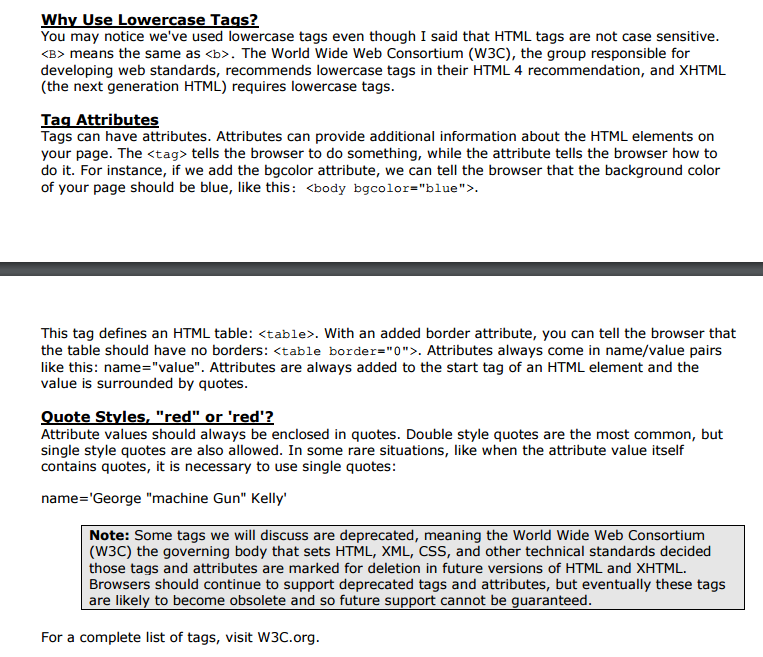 Why Use Lowercase Tags?
You may notice we've used lowercase tags even though I said that HTML tags are not case sensitive.
<B> means the same as <b>. The World Wide Web Consortium (W3C), the group responsible for
developing web standards, recommends lowercase tags in their HTML 4 recommendation, and XHTML
(the next generation HTML) requires lowercase tags.
Tag Attributes
Tags can have attributes. Attributes can provide additional information about the HTML elements on
your page. The <tag> tells the browser to do something, while the attribute tells the browser how to
do it. For instance, if we add the bgcolor attribute, we can tell the browser that the background color
of your page should be blue, like this: <body bgcolor="blue">.
This tag defines an HTML table: <table>. With an added border attribute, you can tell the browser that
the table should have no borders: <table border="0">. Attributes always come in name/value pairs
like this: name="value". Attributes are always added to the start tag of an HTML element and the
value is surrounded by quotes.
Quote Styles, "red" or 'red'?
Attribute values should always be enclosed in quotes. Double style quotes are the most common, but
single style quotes are also allowed. In some rare situations, like when the attribute value itself
contains quotes, it is necessary to use single quotes:
name='George "machine Gun" Kelly'
Note: Some tags we will discuss are deprecated, meaning the World Wide Web Consortium
(W3C) the governing body that sets HTML, XML, CSS, and other technical standards decided
those tags and attributes are marked for deletion in future versions of HTML and XHTML.
Browsers should continue to support deprecated tags and attributes, but eventually these tags
are likely to become obsolete and so future support cannot be guaranteed.
For a complete list of tags, visit W3C.org.